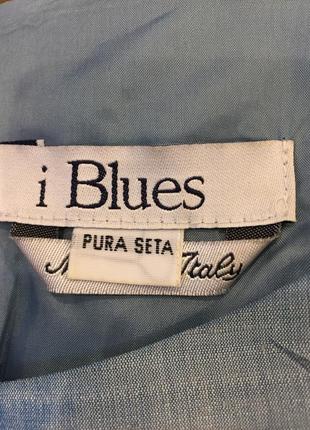 i Blues
PURA SETA
Italy